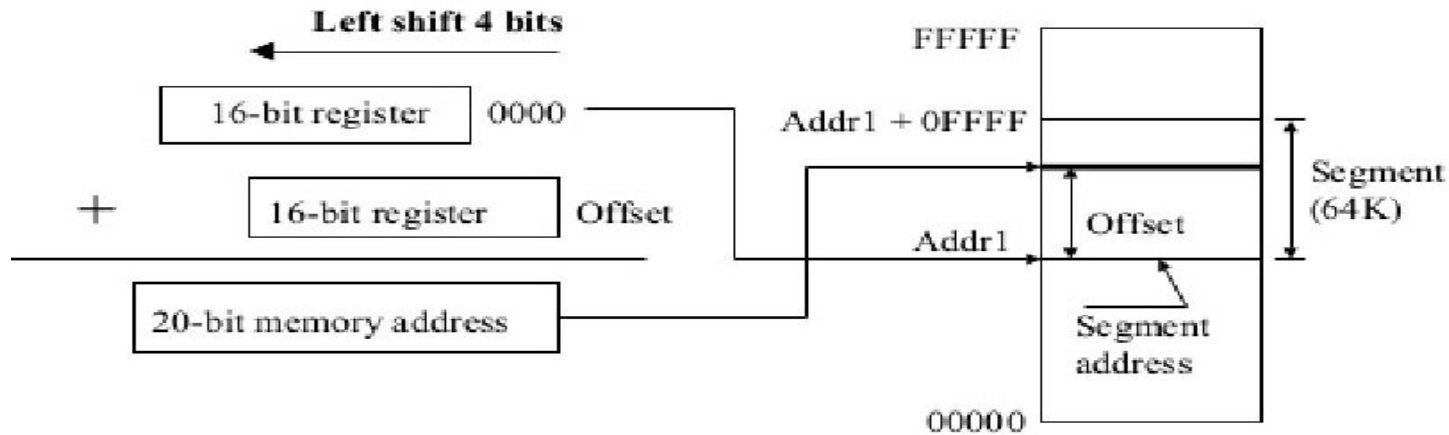 Left shift 4 bits
16-bit register 0000
+ 16-bit register Offset
20-bit memory address
FFFFF
Addr1 + 0FFFF
Addr1
00000
Offset
Segment
(64K)
Segment
address